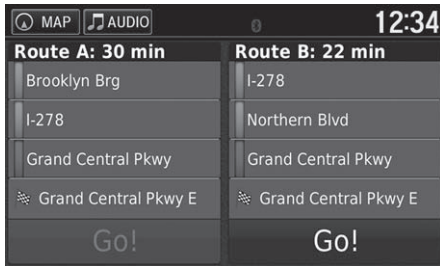 MAP AUDIO 12:34
Route A: 30 min
Brooklyn Brg
I-278
Grand Central Pkwy
Grand Central Pkwy E
Go!
Route B: 22 min
I-278
Northern Blvd
Grand Central Pkwy
Grand Central Pkwy E
Go!